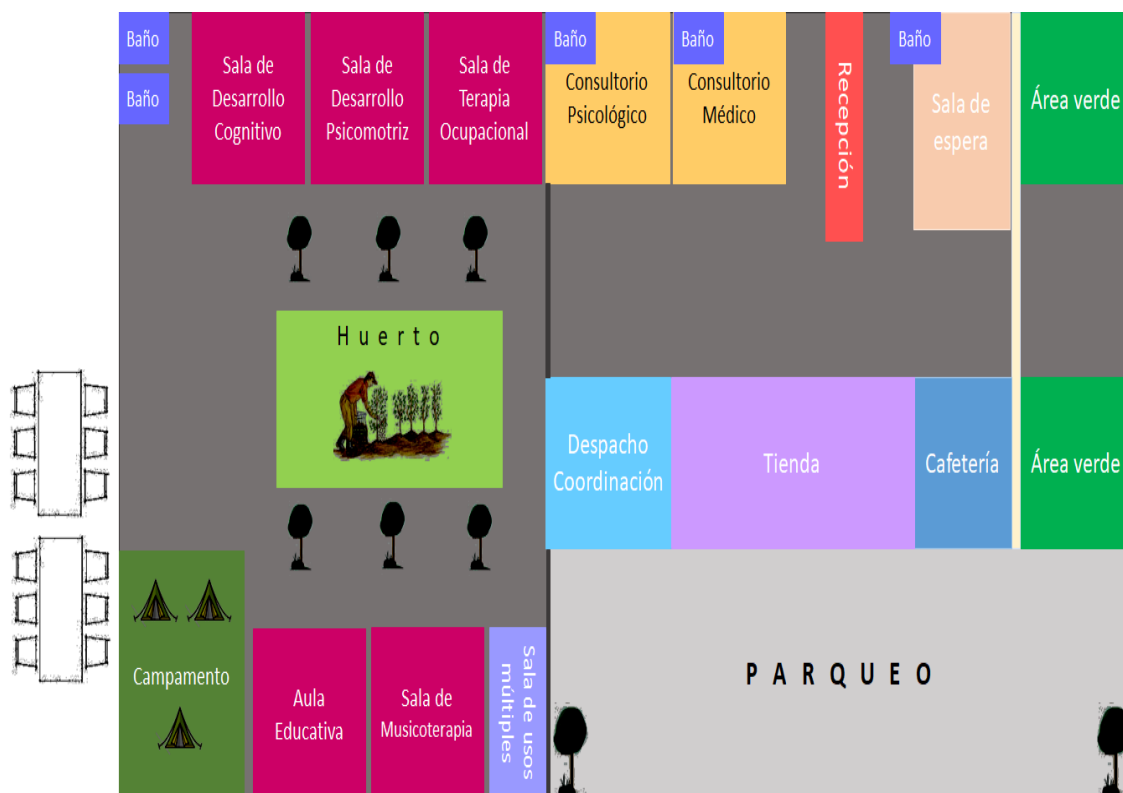 Baño
Baño
Sala de
Desarrollo
Cognitivo
Sala de
Desarrollo
Psicomotriz
Sala de
Terapia
Ocupacional
Baño
Consultorio
Psicológico
Baño
Consultorio
Médico
Recepción
Baño
Sala de
espera
Área verde
Huerto
Despacho
Coordinación
Tienda
Cafetería
Área verde
Campamento
Aula
Educativa
Sala de
Musicoterapia
Sala de usos
múltiples
PARQUEO